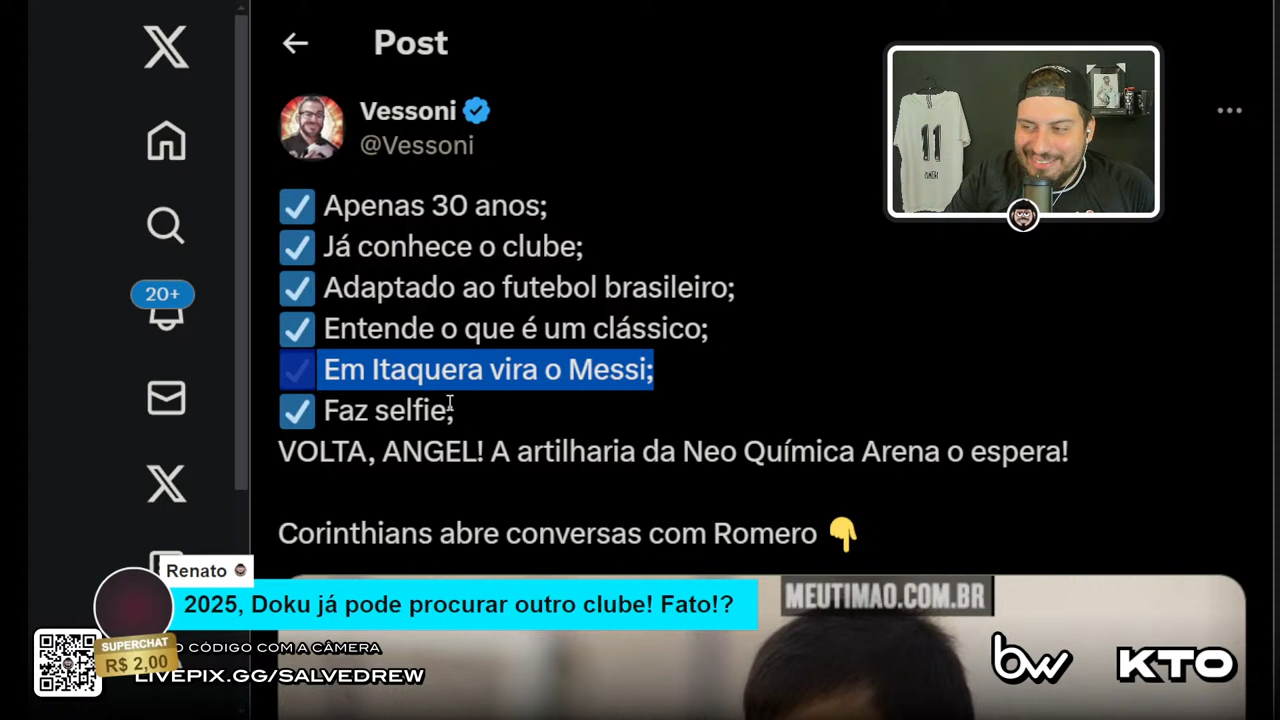 Post
Vessoni
@Vessoni
Apenas 30 anos;
Já conhece o clube;
Adaptado ao futebol brasileiro;
Entende o que é um clássico;
Em Itaquera vira o Messi;
Faz selfie;
VOLTA, ANGEL! A artilharia da Neo Química Arena o espera!
Corinthians abre conversas com Romero 👇
20+
11
Renato
2025, Doku já pode procurar outro clube! Fato!?
SUPERCHAT
R$ 2,00
O CÓDIGO COM A CÂMERA
LIVEPIX.GG/SALVEDREW
MEUTIMAO.COM.BR
bw
KTO